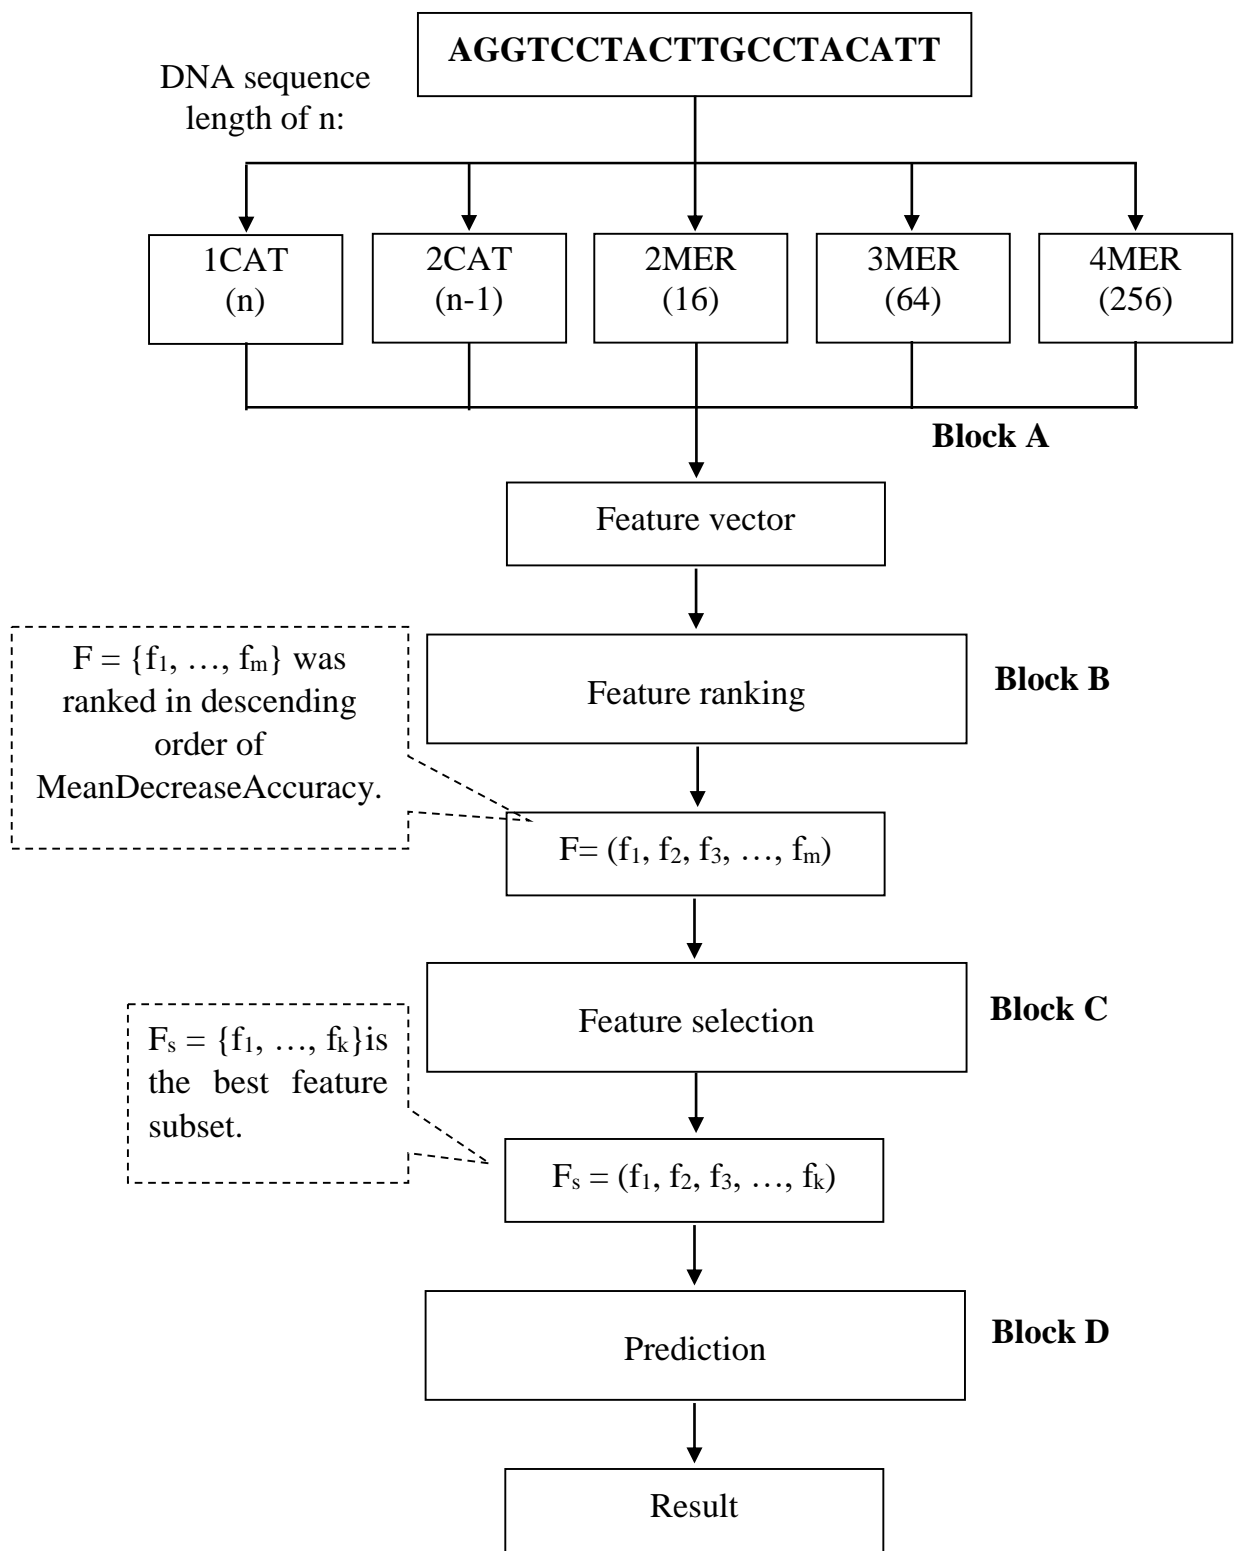 AGGTCCTACTTGCCTACATT
DNA sequence
length of n:
1CAT
(n)
2CAT
(n-1)
2MER
(16)
3MER
(64)
4MER
(256)
Block A
Feature vector
F = {f₁, …, fₘ} was
ranked in descending
order of
MeanDecreaseAccuracy.
Feature ranking
Block B
F= (f₁, f₂, f₃, …, fₘ)
Feature selection
Block C
Fₛ = {f₁, …, fₖ}is
the best feature
subset.
Fₛ = (f₁, f₂, f₃, …, fₖ)
Prediction
Block D
Result